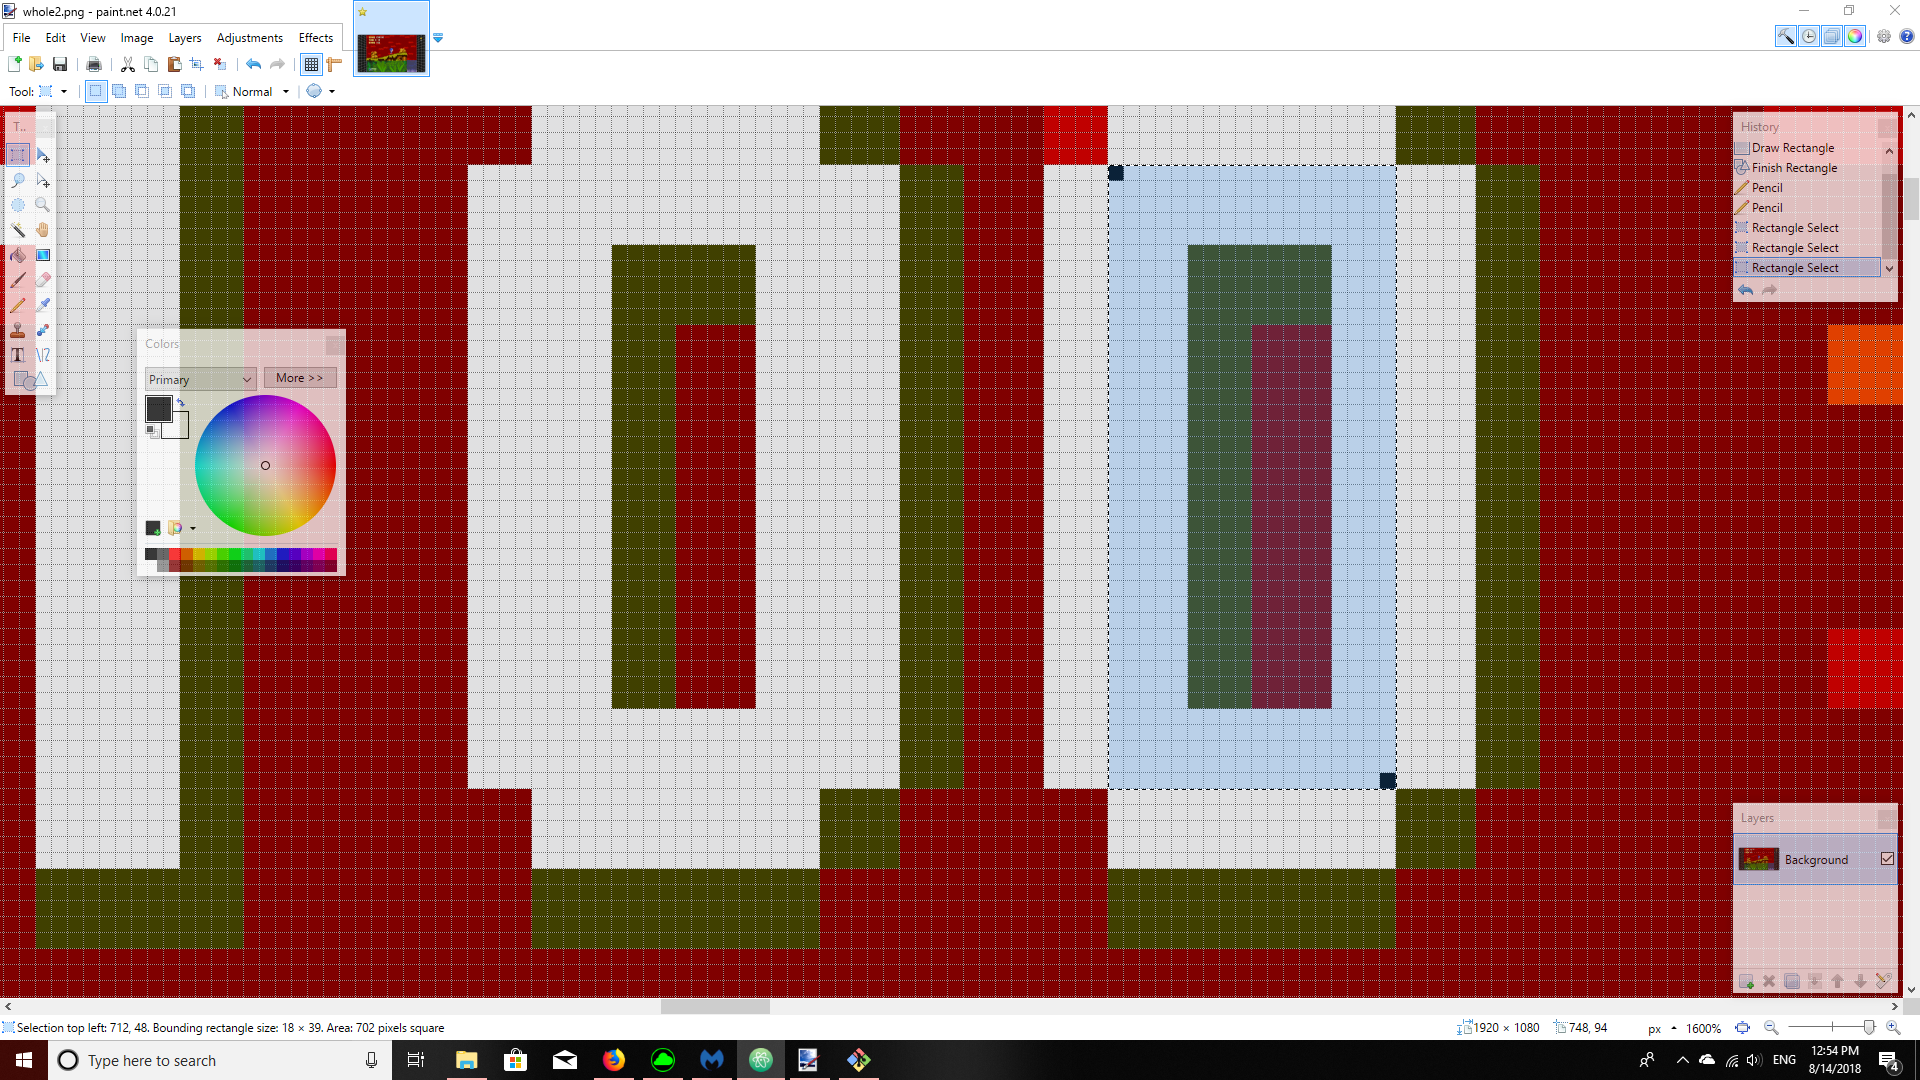 whole2.png - paint.net 4.0.21
File Edit View Image Layers Adjustments Effects
Tool: Normal
T..
History
Draw Rectangle
Finish Rectangle
Pencil
Pencil
Rectangle Select
Rectangle Select
Rectangle Select
Colors
Primary More >>
Layers
Background
Selection top left: 712, 48. Bounding rectangle size: 18 × 39. Area: 702 pixels square 1920 × 1080 748, 94 px 1600%
Type here to search ENG 12:54 PM
8/14/2018 4